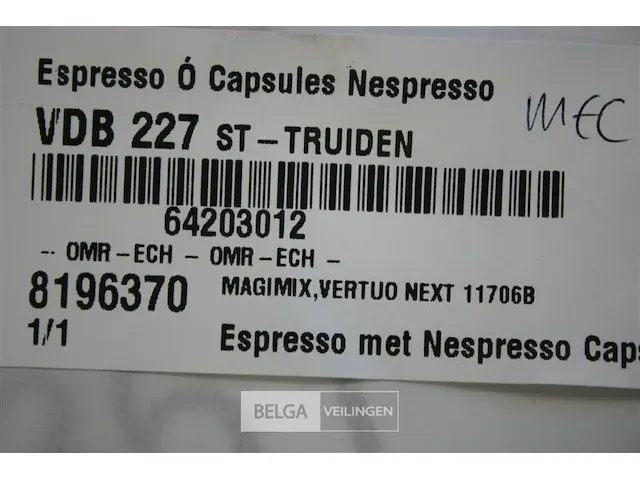 Espresso Ó Capsules Nespresso
MEC
VDB 227 ST-TRUIDEN
64203012
-- OMR-ECH - OMR-ECH -
8196370 MAGIMIX,VERTUO NEXT 11706B
1/1 Espresso met Nespresso Caps
BELGA VEILINGEN